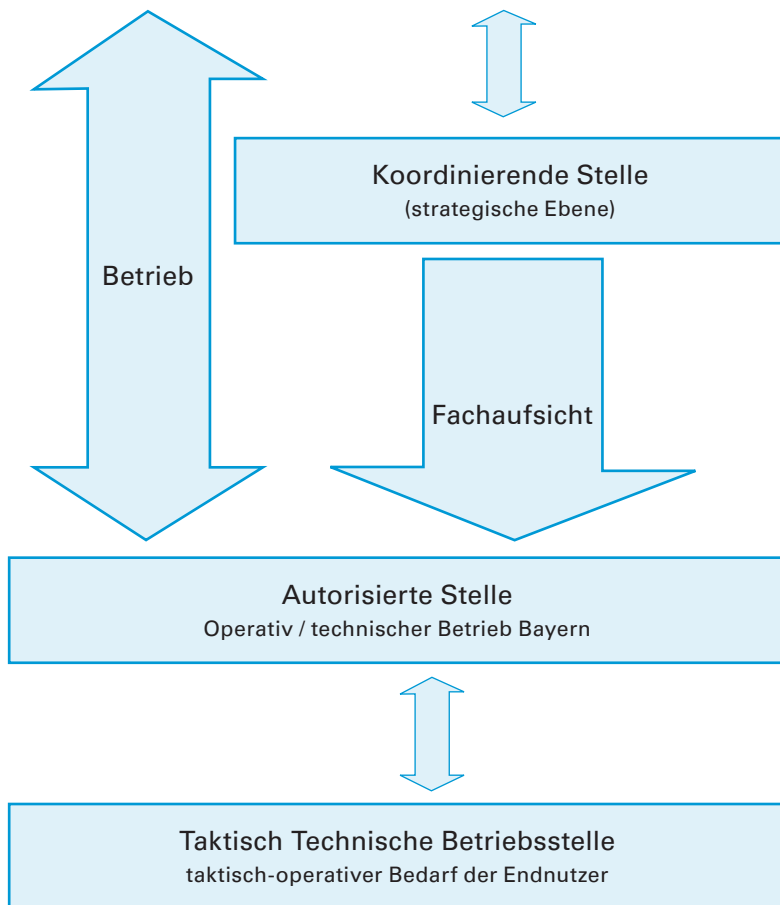 Koordinierende Stelle
(strategische Ebene)
Betrieb
Fachaufsicht
Autorisierte Stelle
Operativ / technischer Betrieb Bayern
Taktisch Technische Betriebsstelle
taktisch-operativer Bedarf der Endnutzer